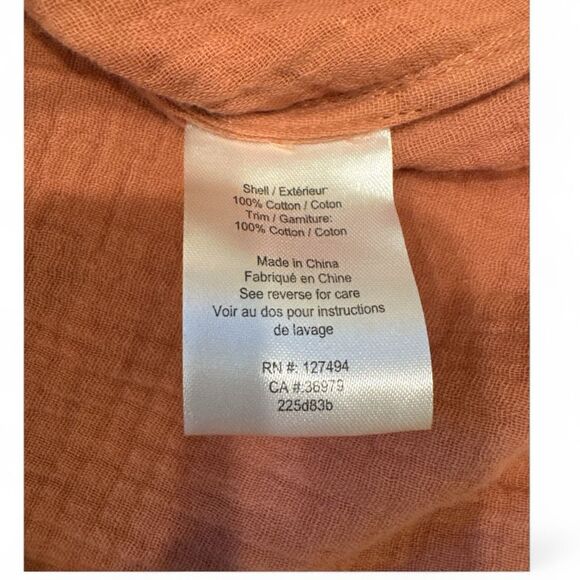 Shell / Extérieur
100% Cotton / Coton
Trim / Garniture:
100% Cotton / Coton
Made in China
Fabriqué en Chine
See reverse for care
Voir au dos pour instructions
de lavage
RN #: 127494
CA #:36979
225d83b